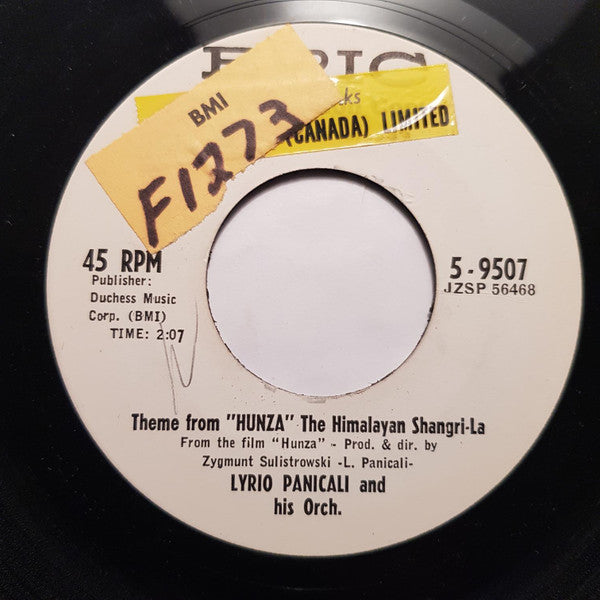 BMI
F1273
(CANADA) LIMITED
45 RPM
Publisher:
Duchess Music
Corp. (BMI)
TIME: 2:07
5-9507
JZSP 56468
Theme from "HUNZA" The Himalayan Shangri-La
From the film "Hunza" - Prod. & dir. by
Zygmunt Sulistrowski -L. Panicali-
LYRIO PANICALI and
his Orch.